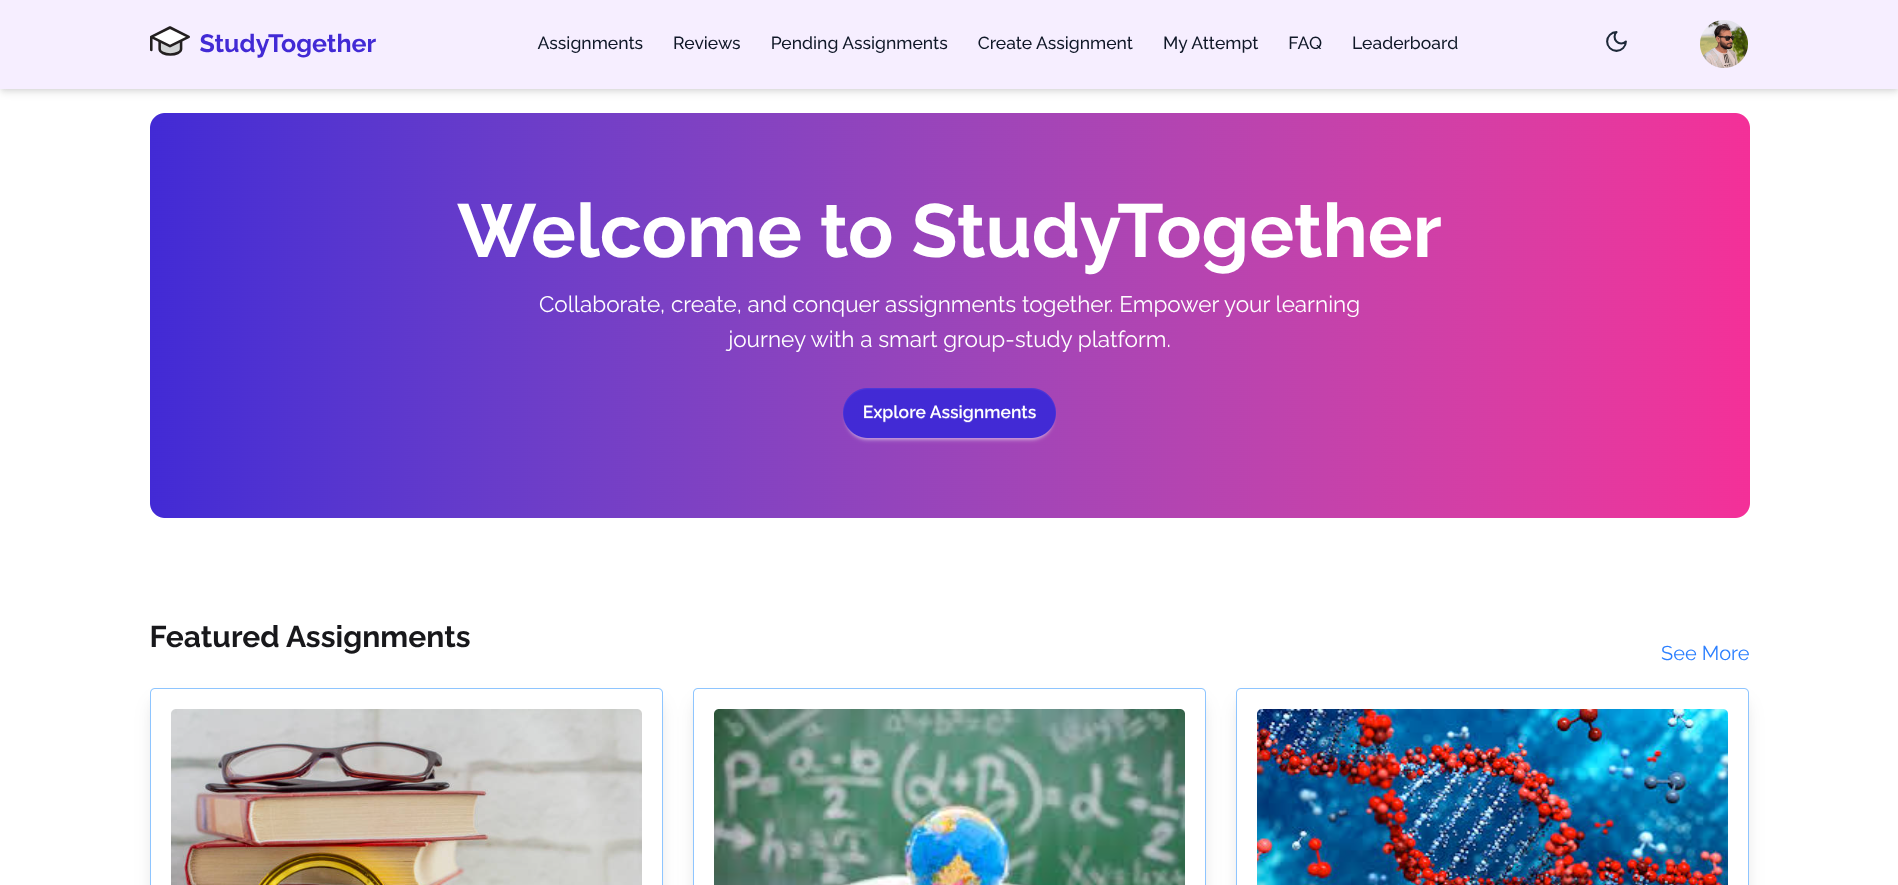 StudyTogether
Assignments
Reviews
Pending Assignments
Create Assignment
My Attempt
FAQ
Leaderboard
Welcome to StudyTogether
Collaborate, create, and conquer assignments together. Empower your learning
journey with a smart group-study platform.
Explore Assignments
Featured Assignments
See More